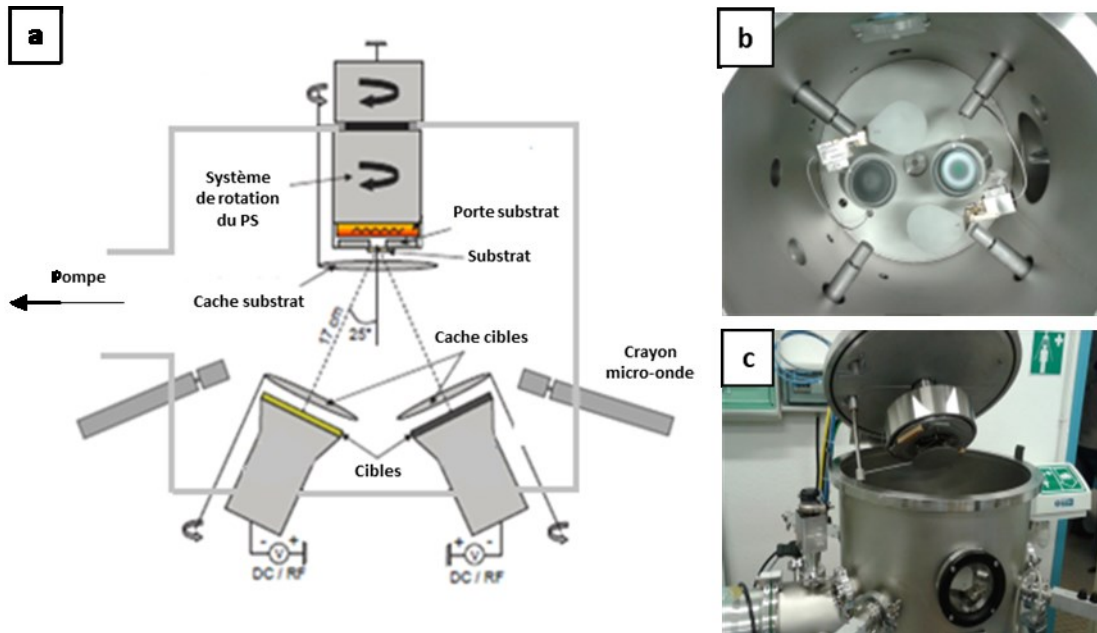 a
Système
de rotation
du PS
Porte substrat
Substrat
Pompe
Cache substrat
17 cm
25°
Cache cibles
Crayon
micro-onde
Cibles
- V +
DC / RF
+ V -
DC / RF
b
c